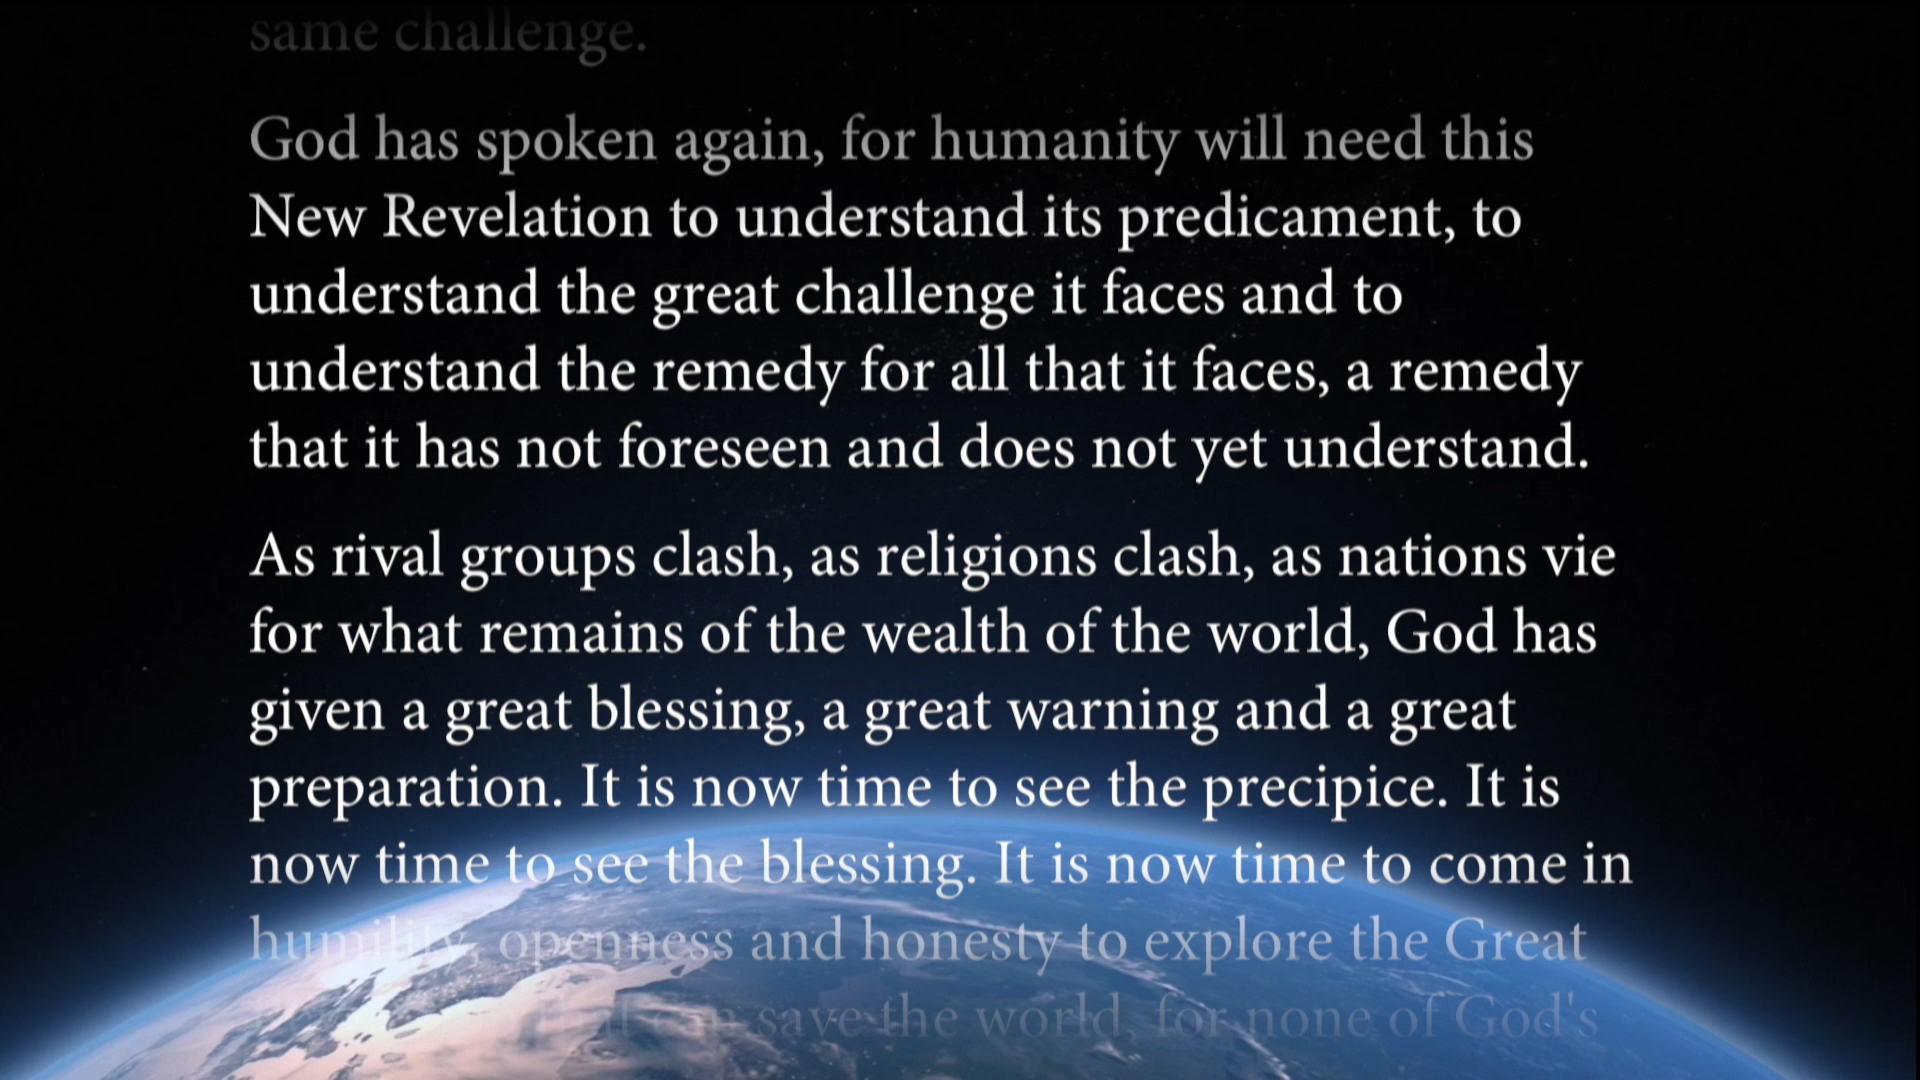 same challenge.
God has spoken again, for humanity will need this
New Revelation to understand its predicament, to
understand the great challenge it faces and to
understand the remedy for all that it faces, a remedy
that it has not foreseen and does not yet understand.
As rival groups clash, as religions clash, as nations vie
for what remains of the wealth of the world, God has
given a great blessing, a great warning and a great
preparation. It is now time to see the precipice. It is
now time to see the blessing. It is now time to come in
humility, openness and honesty to explore the Great
can save the world, for none of God's